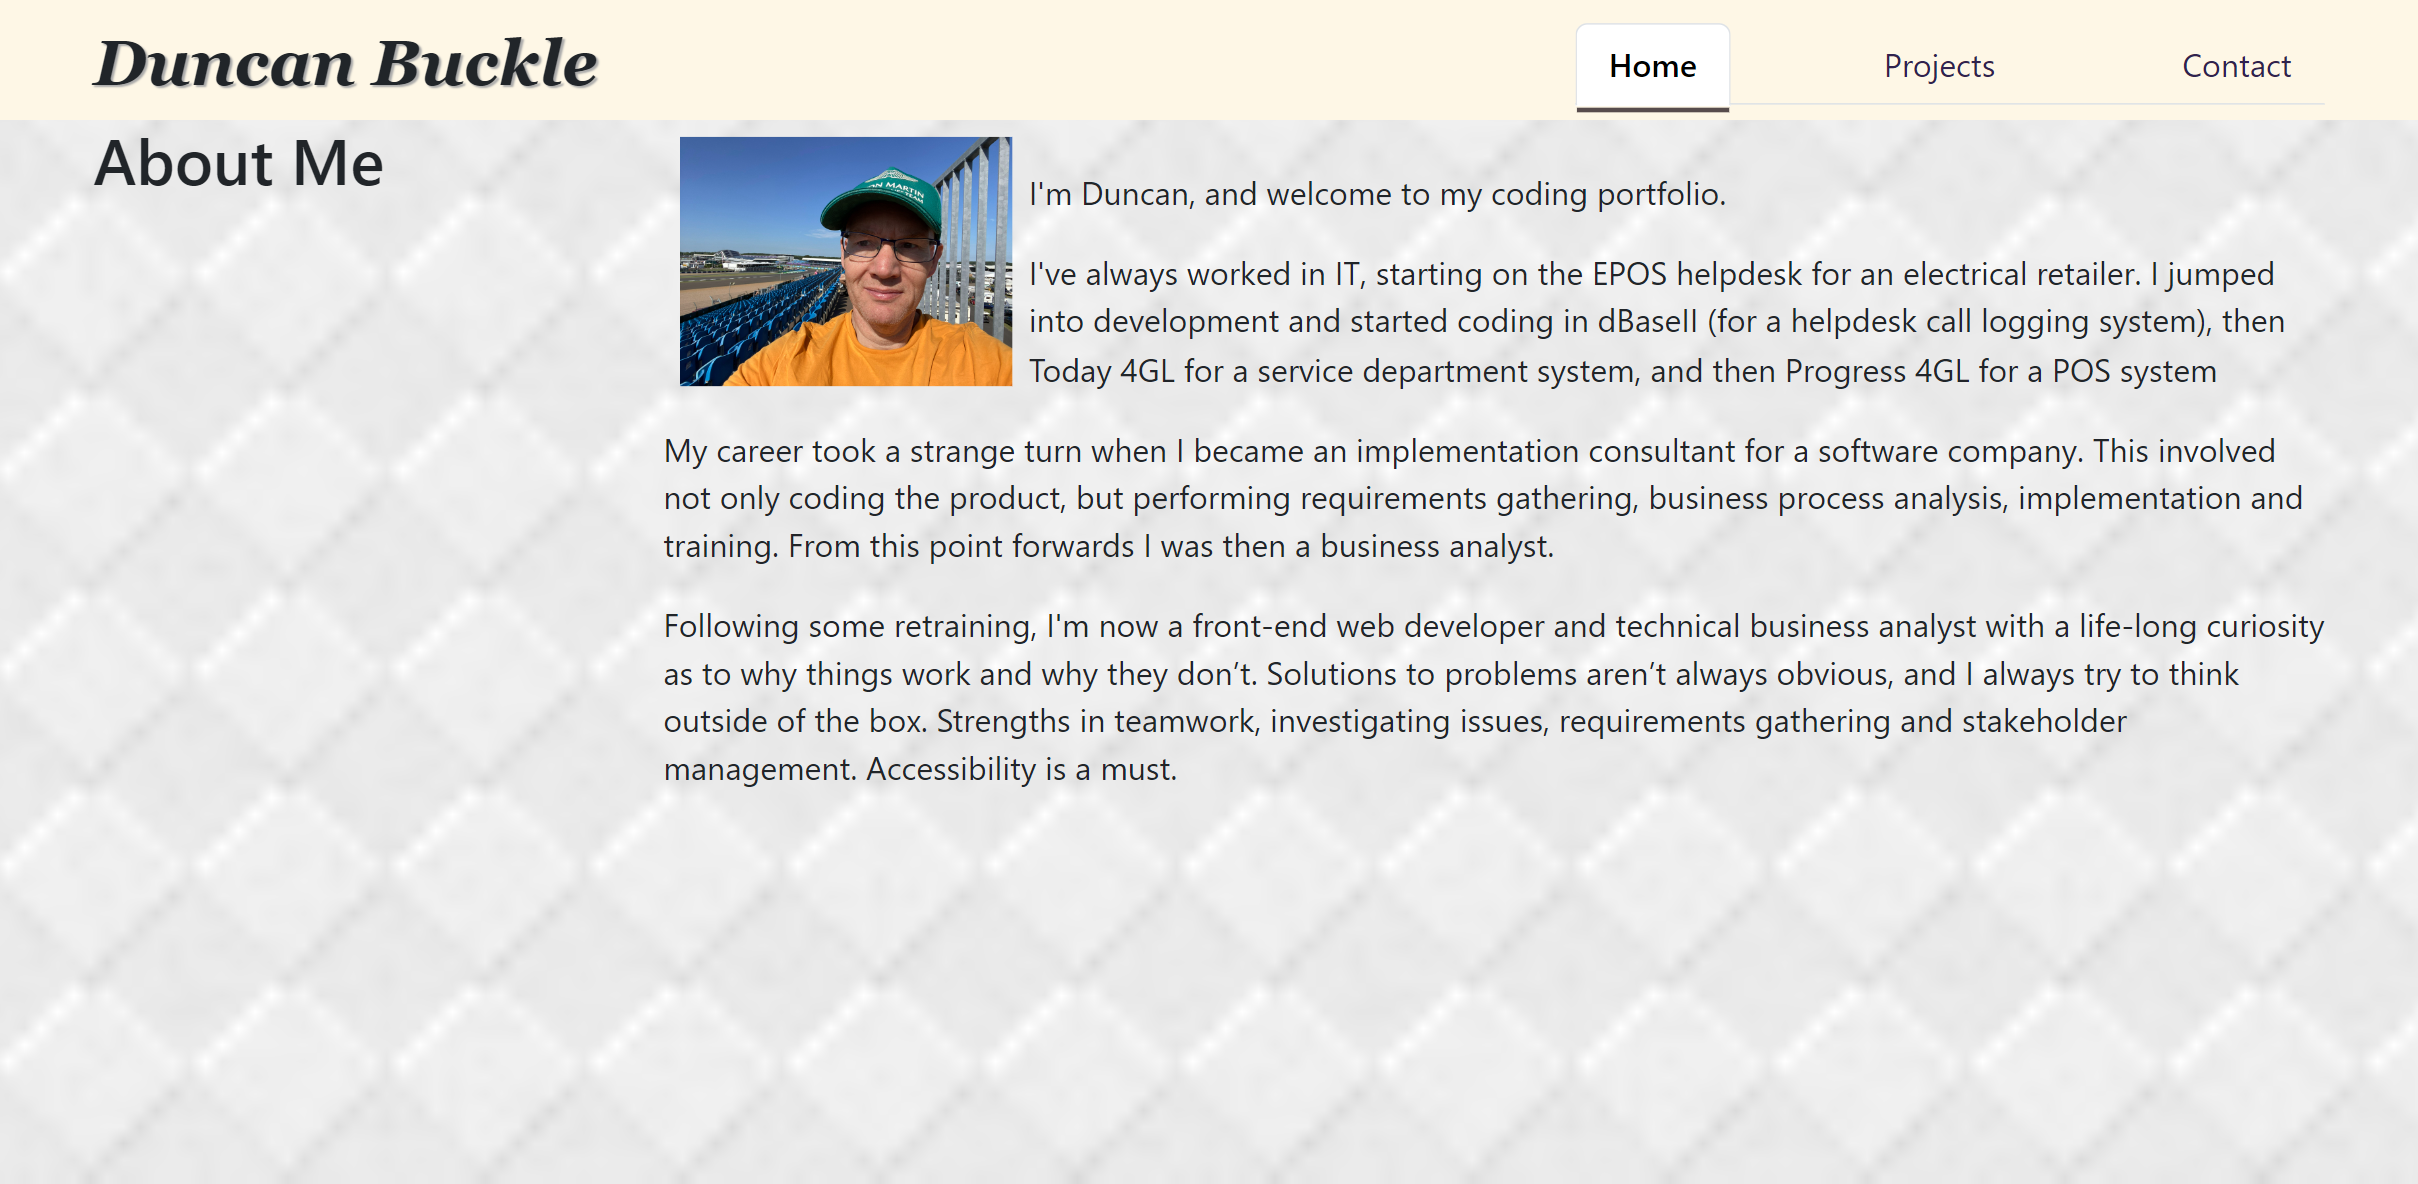 Duncan Buckle
Home
Projects
Contact
About Me
ON MARTIN
TEAM
I'm Duncan, and welcome to my coding portfolio.
I've always worked in IT, starting on the EPOS helpdesk for an electrical retailer. I jumped
into development and started coding in dBaseII (for a helpdesk call logging system), then
Today 4GL for a service department system, and then Progress 4GL for a POS system
My career took a strange turn when I became an implementation consultant for a software company. This involved
not only coding the product, but performing requirements gathering, business process analysis, implementation and
training. From this point forwards I was then a business analyst.
Following some retraining, I'm now a front-end web developer and technical business analyst with a life-long curiosity
as to why things work and why they don’t. Solutions to problems aren’t always obvious, and I always try to think
outside of the box. Strengths in teamwork, investigating issues, requirements gathering and stakeholder
management. Accessibility is a must.